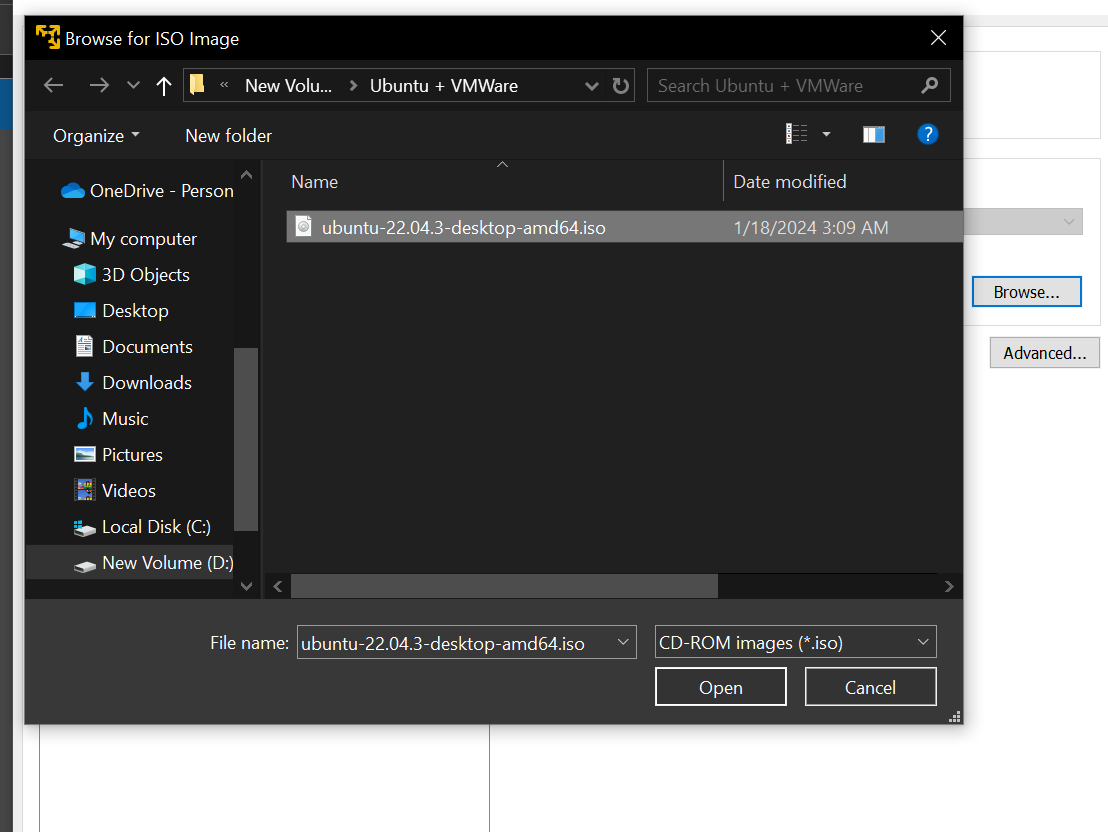 Browse for ISO Image
« New Volu... > Ubuntu + VMWare
Search Ubuntu + VMWare
Organize
New folder
?
Name
Date modified
OneDrive - Person
My computer
3D Objects
Desktop
Documents
Downloads
Music
Pictures
Videos
Local Disk (C:)
New Volume (D:)
ubuntu-22.04.3-desktop-amd64.iso
1/18/2024 3:09 AM
Browse...
Advanced...
File name:
ubuntu-22.04.3-desktop-amd64.iso
CD-ROM images (*.iso)
Open
Cancel